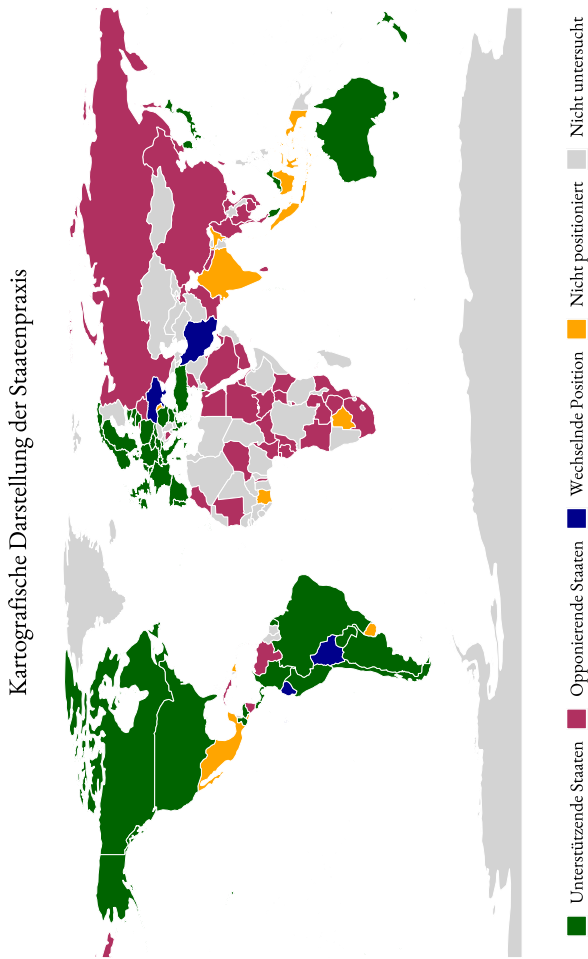 Kartografische Darstellung der Staatenpraxis
Unterstützende Staaten
Opponierende Staaten
Wechselnde Position
Nicht positioniert
Nicht untersucht